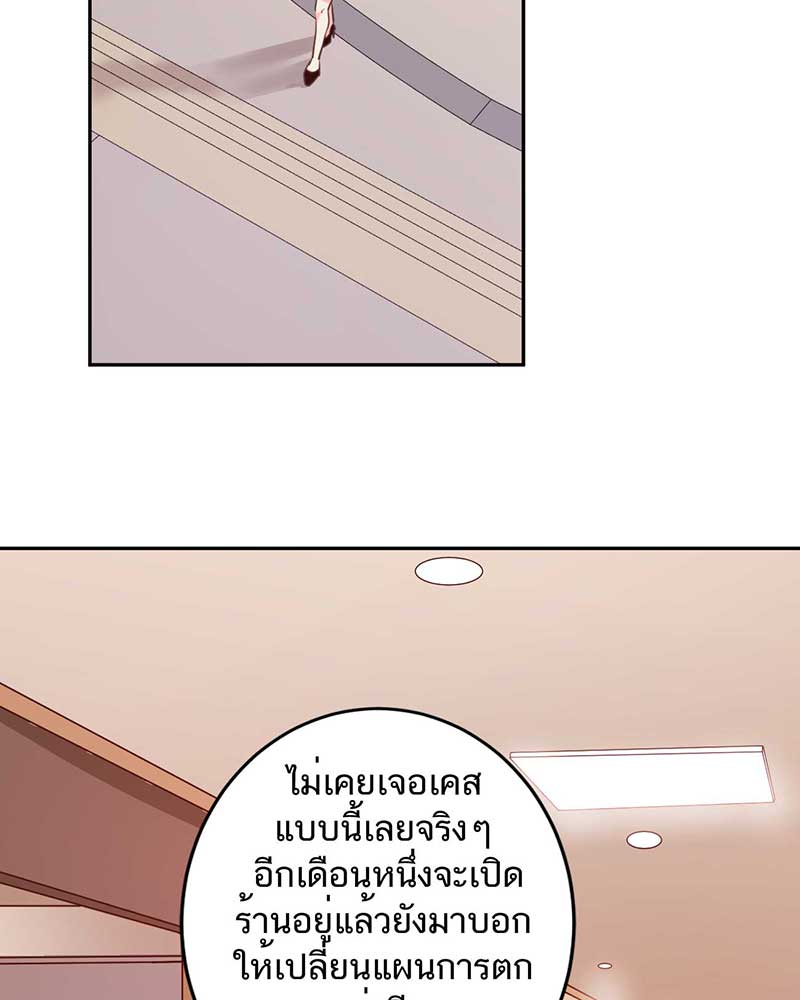 ไม่เคยเจอเคส
แบบนี้เลยจริงๆ
อีกเดือนหนึ่งจะเปิด
ร้านอยู่แล้วยังมาบอก
ให้เปลี่ยนแผนการตก